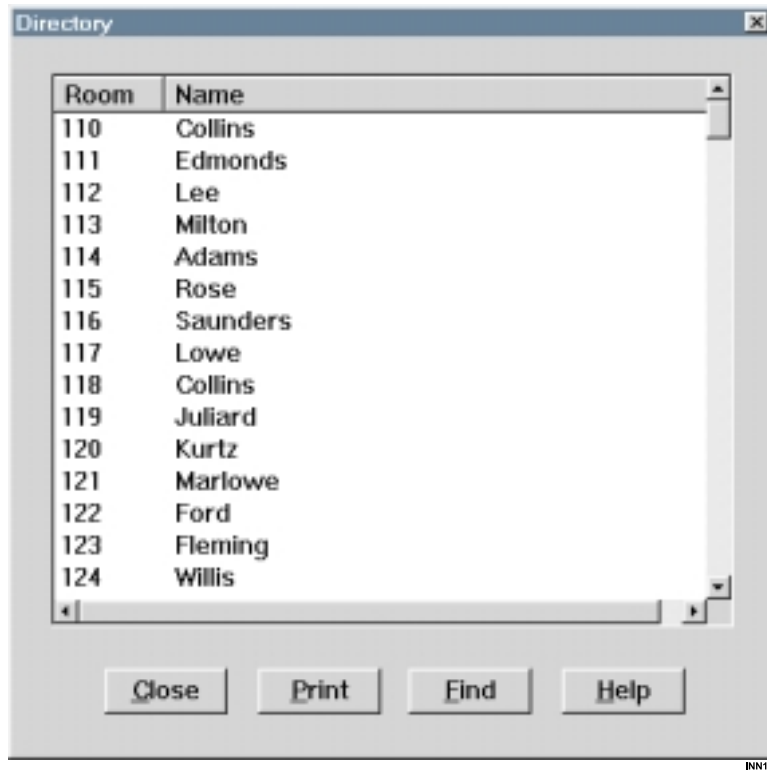 Directory
Room Name
110 Collins
111 Edmonds
112 Lee
113 Milton
114 Adams
115 Rose
116 Saunders
117 Lowe
118 Collins
119 Juliard
120 Kurtz
121 Marlowe
122 Ford
123 Fleming
124 Willis
Close Print Find Help
INN1